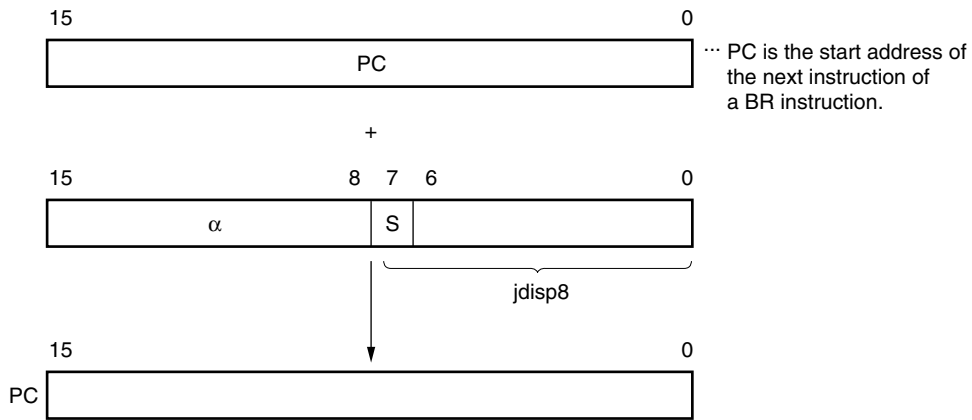 15 0
PC
... PC is the start address of
the next instruction of
a BR instruction.
+
15 8 7 6 0
α S
jdisp8
15 0
PC